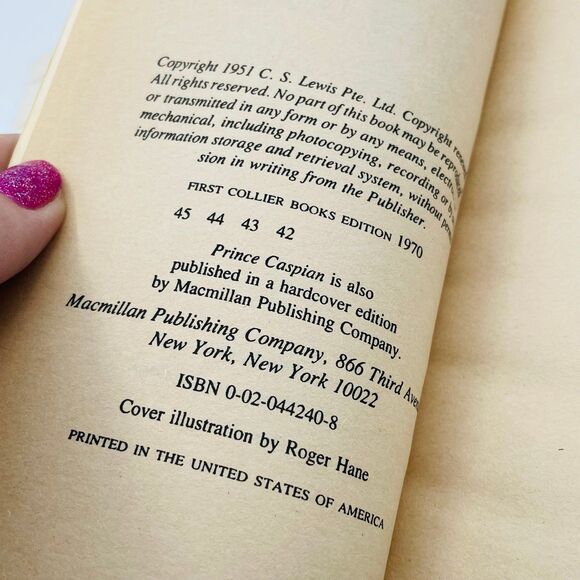 Copyright 1951 C. S. Lewis Pte. Ltd. Copyright
All rights reserved. No part of this book may be
or transmitted in any form or by any means,
mechanical, including photocopying, recording or
information storage and retrieval system, without
sion in writing from the Publisher.
FIRST COLLIER BOOKS EDITION 1970
45 44 43 42
Prince Caspian is also
published in a hardcover edition
by Macmillan Publishing Company.
Macmillan Publishing Company, 866 Third
New York, New York 10022
ISBN 0-02-044240-8
Cover illustration by Roger Hane
PRINTED IN THE UNITED STATES OF AMERICA